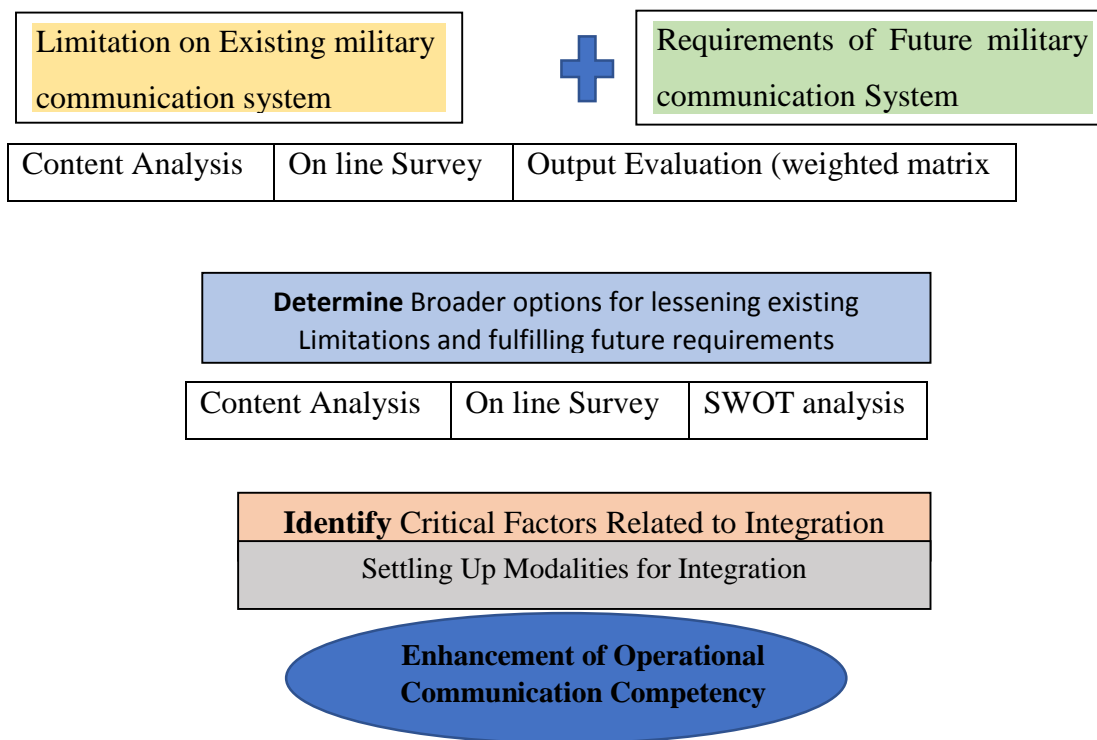 Limitation on Existing military
communication system
Requirements of Future military
communication System
Content Analysis
On line Survey
Output Evaluation (weighted matrix
Determine Broader options for lessening existing
Limitations and fulfilling future requirements
Content Analysis
On line Survey
SWOT analysis
Identify Critical Factors Related to Integration
Settling Up Modalities for Integration
Enhancement of Operational
Communication Competency